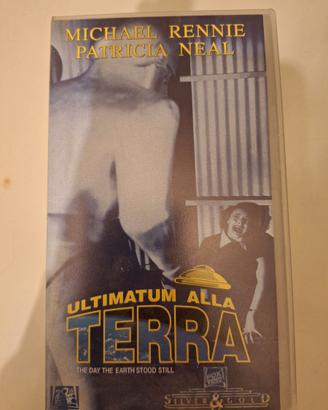 MICHAEL RENNIE
PATRICIA NEAL
ULTIMATUM ALLA
TERRA
THE DAY THE EARTH STOOD STILL
SILVER & GOLD